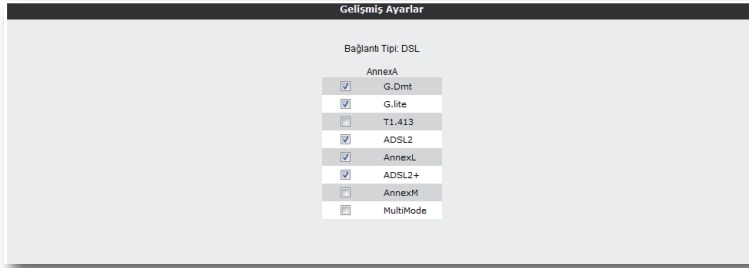 Gelişmiş Ayarlar
Bağlantı Tipi: DSL
AnnexA
G.Dmt
G.lite
T1.413
ADSL2
AnnexL
ADSL2+
AnnexM
MultiMode